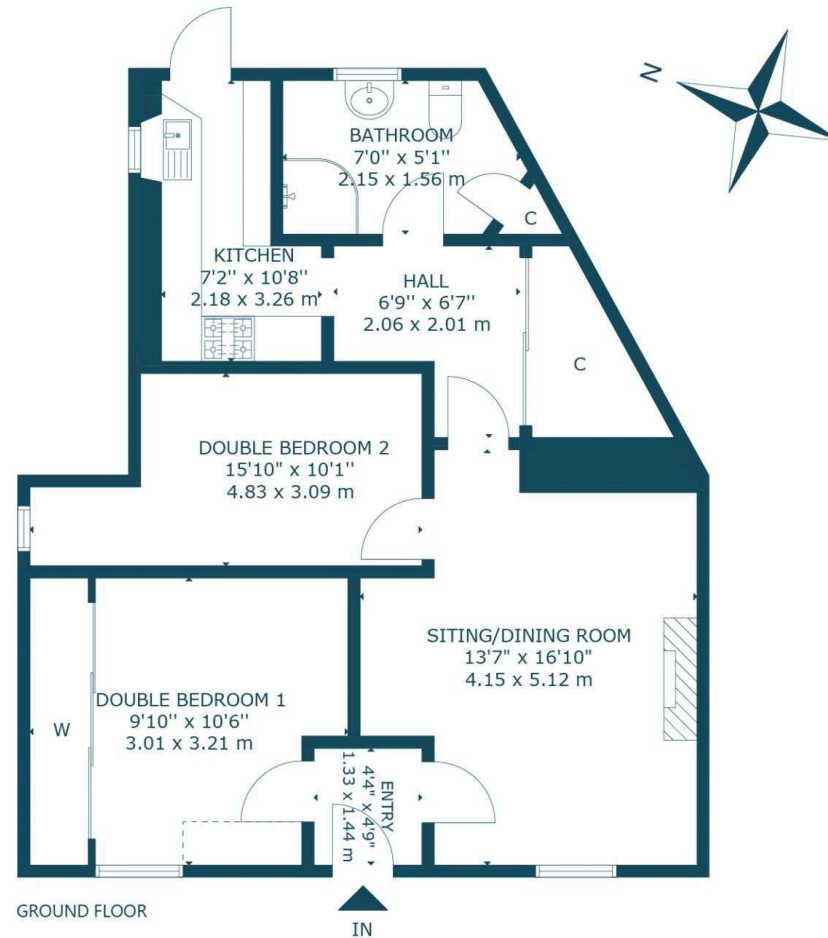 N
BATHROOM
7'0'' x 5'1''
2.15 x 1.56 m
C
KITCHEN
7'2'' x 10'8''
2.18 x 3.26 m
HALL
6'9'' x 6'7''
2.06 x 2.01 m
C
DOUBLE BEDROOM 2
15'10" x 10'1''
4.83 x 3.09 m
SITING/DINING ROOM
13'7" x 16'10"
4.15 x 5.12 m
DOUBLE BEDROOM 1
9'10'' x 10'6''
3.01 x 3.21 m
W
ENTRY
4'4" x 4'9"
1.33 x 1.44 m
GROUND FLOOR
IN